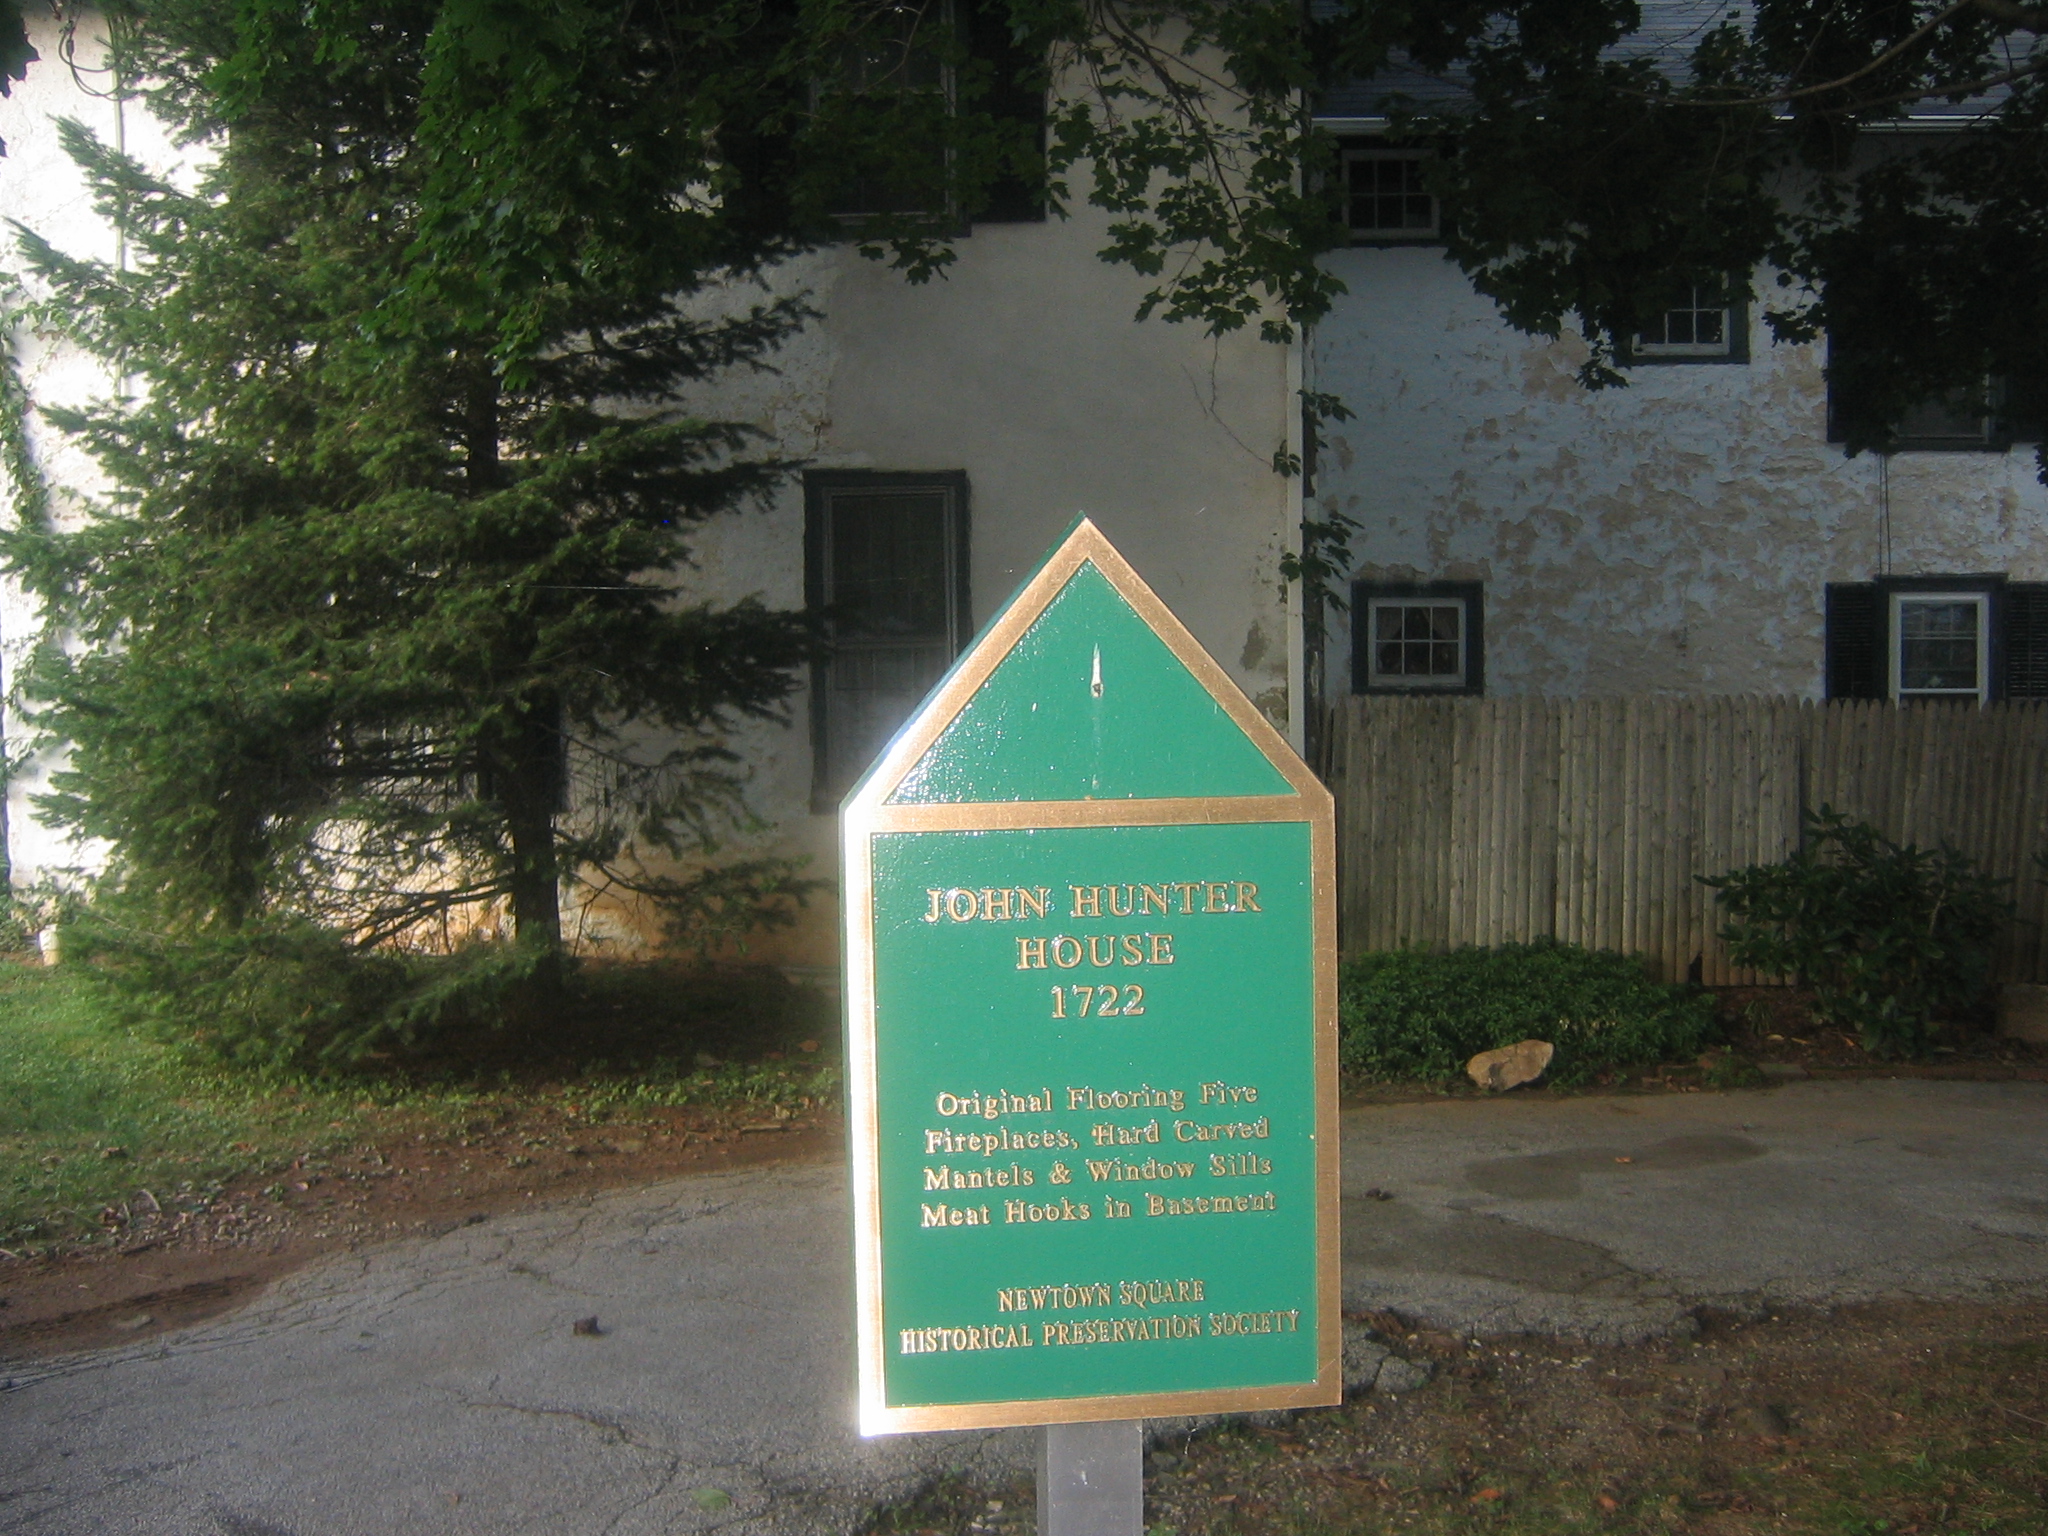 JOHN HUNTER
HOUSE
1722
Original Flooring Five
Fireplaces, Hard Carved
Mantels & Window Sills
Meat Hooks in Basement
NEWTOWN SQUARE
HISTORICAL PRESERVATION SOCIETY